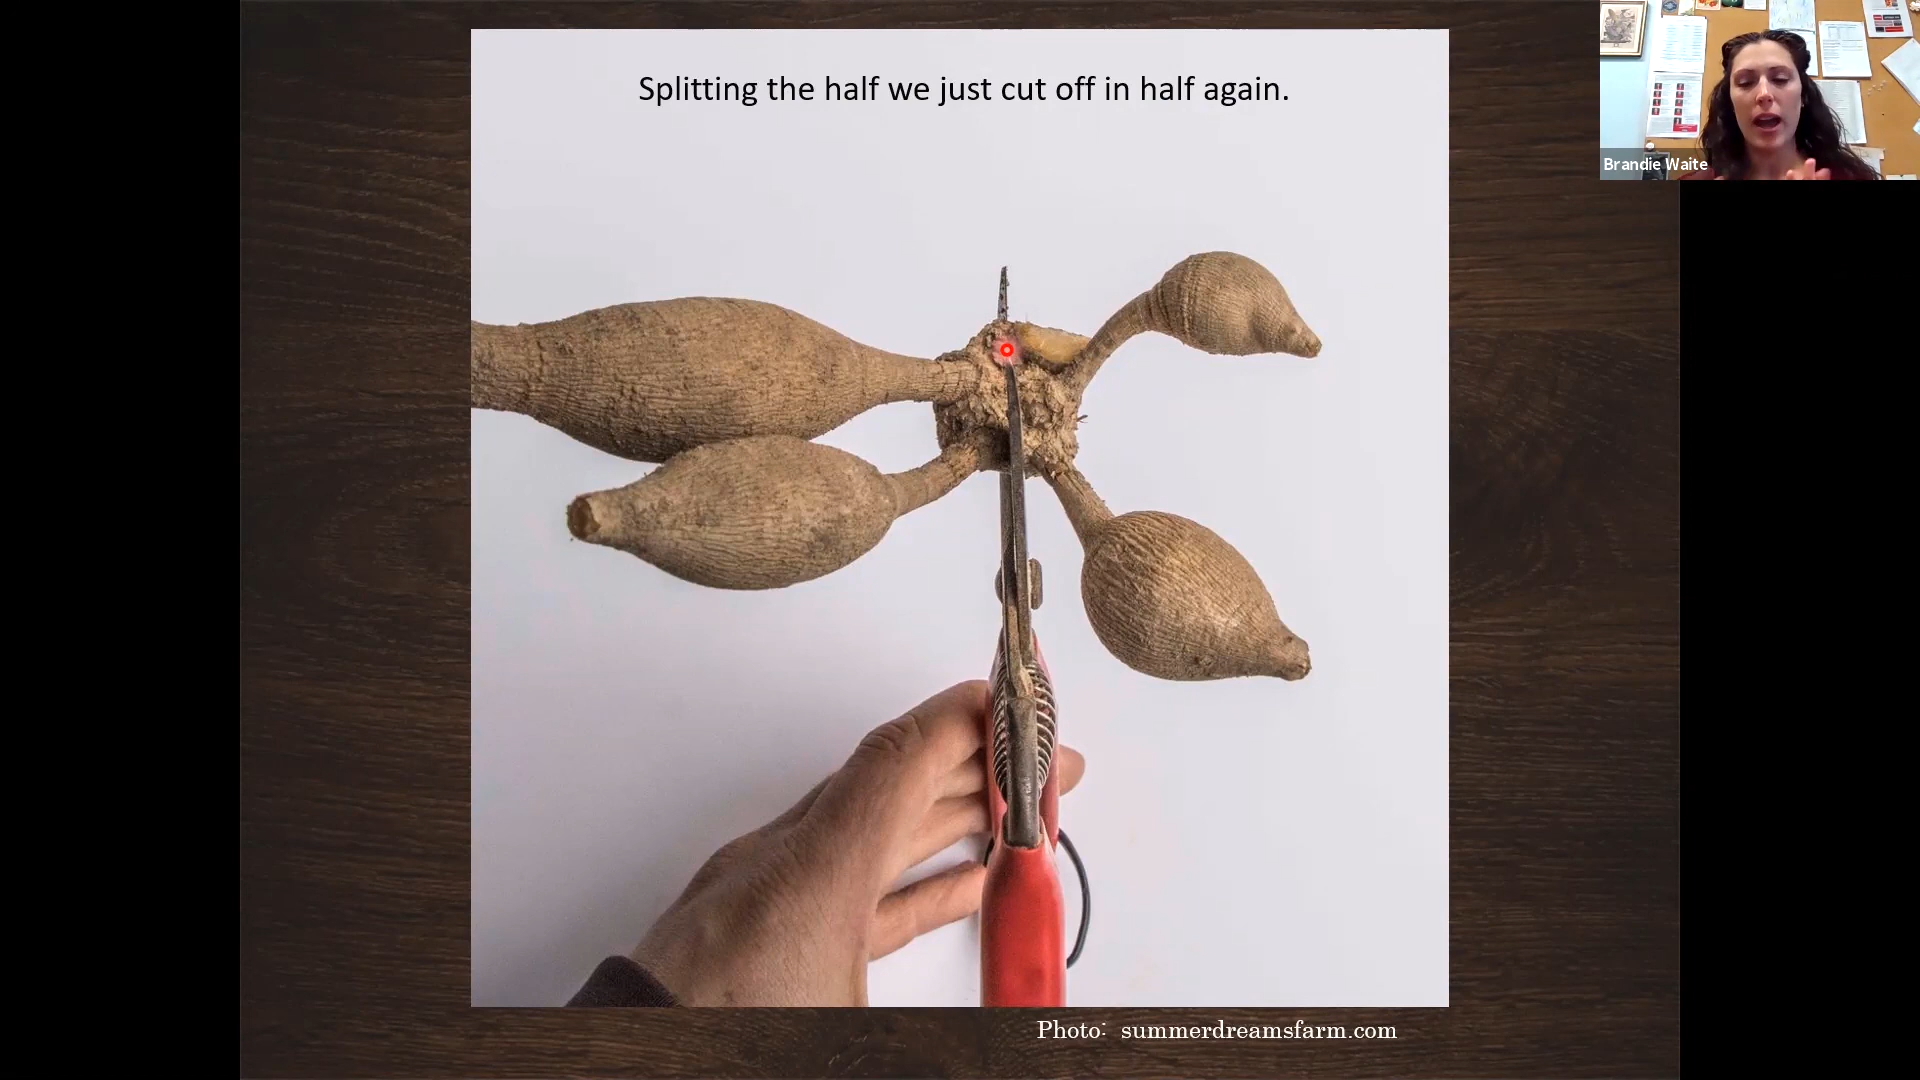 Splitting the half we just cut off in half again.
Brandie Waite
Photo: summerdreamsfarm.com